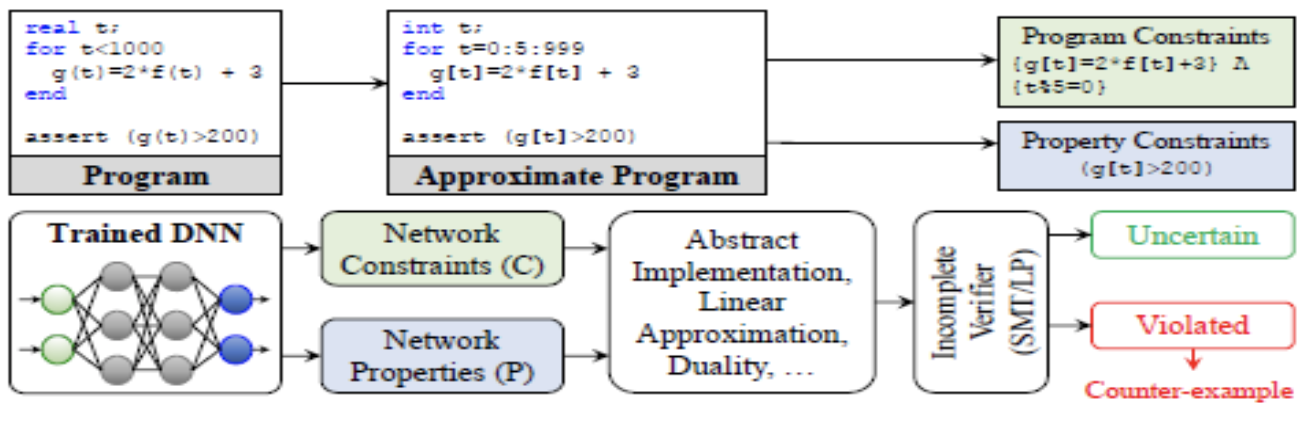 real t;
for t<1000
g(t)=2*f(t) + 3
end
assert (g(t)>200)
Program
int t;
for t=0:5:999
g[t]=2*f[t] + 3
end
assert (g[t]>200)
Approximate Program
Program Constraints
{g[t]=2*f[t]+3} Λ
{t%5=0}
Property Constraints
(g[t]>200)
Trained DNN
Network
Constraints (C)
Network
Properties (P)
Abstract
Implementation,
Linear
Approximation,
Duality, …
Incomplete
Verifier
(SMT/LP)
Uncertain
Violated
Counter-example